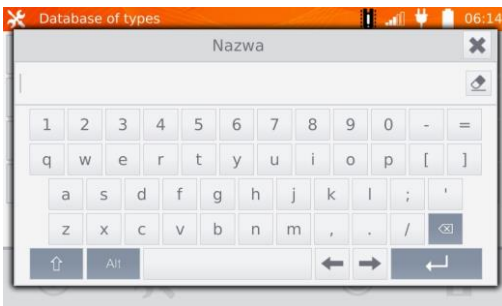 Database of types 06:14
Nazwa
1 2 3 4 5 6 7 8 9 0 - =
q w e r t y u i o p [ ]
a s d f g h j k l ; '
z x c v b n m , . /
Alt